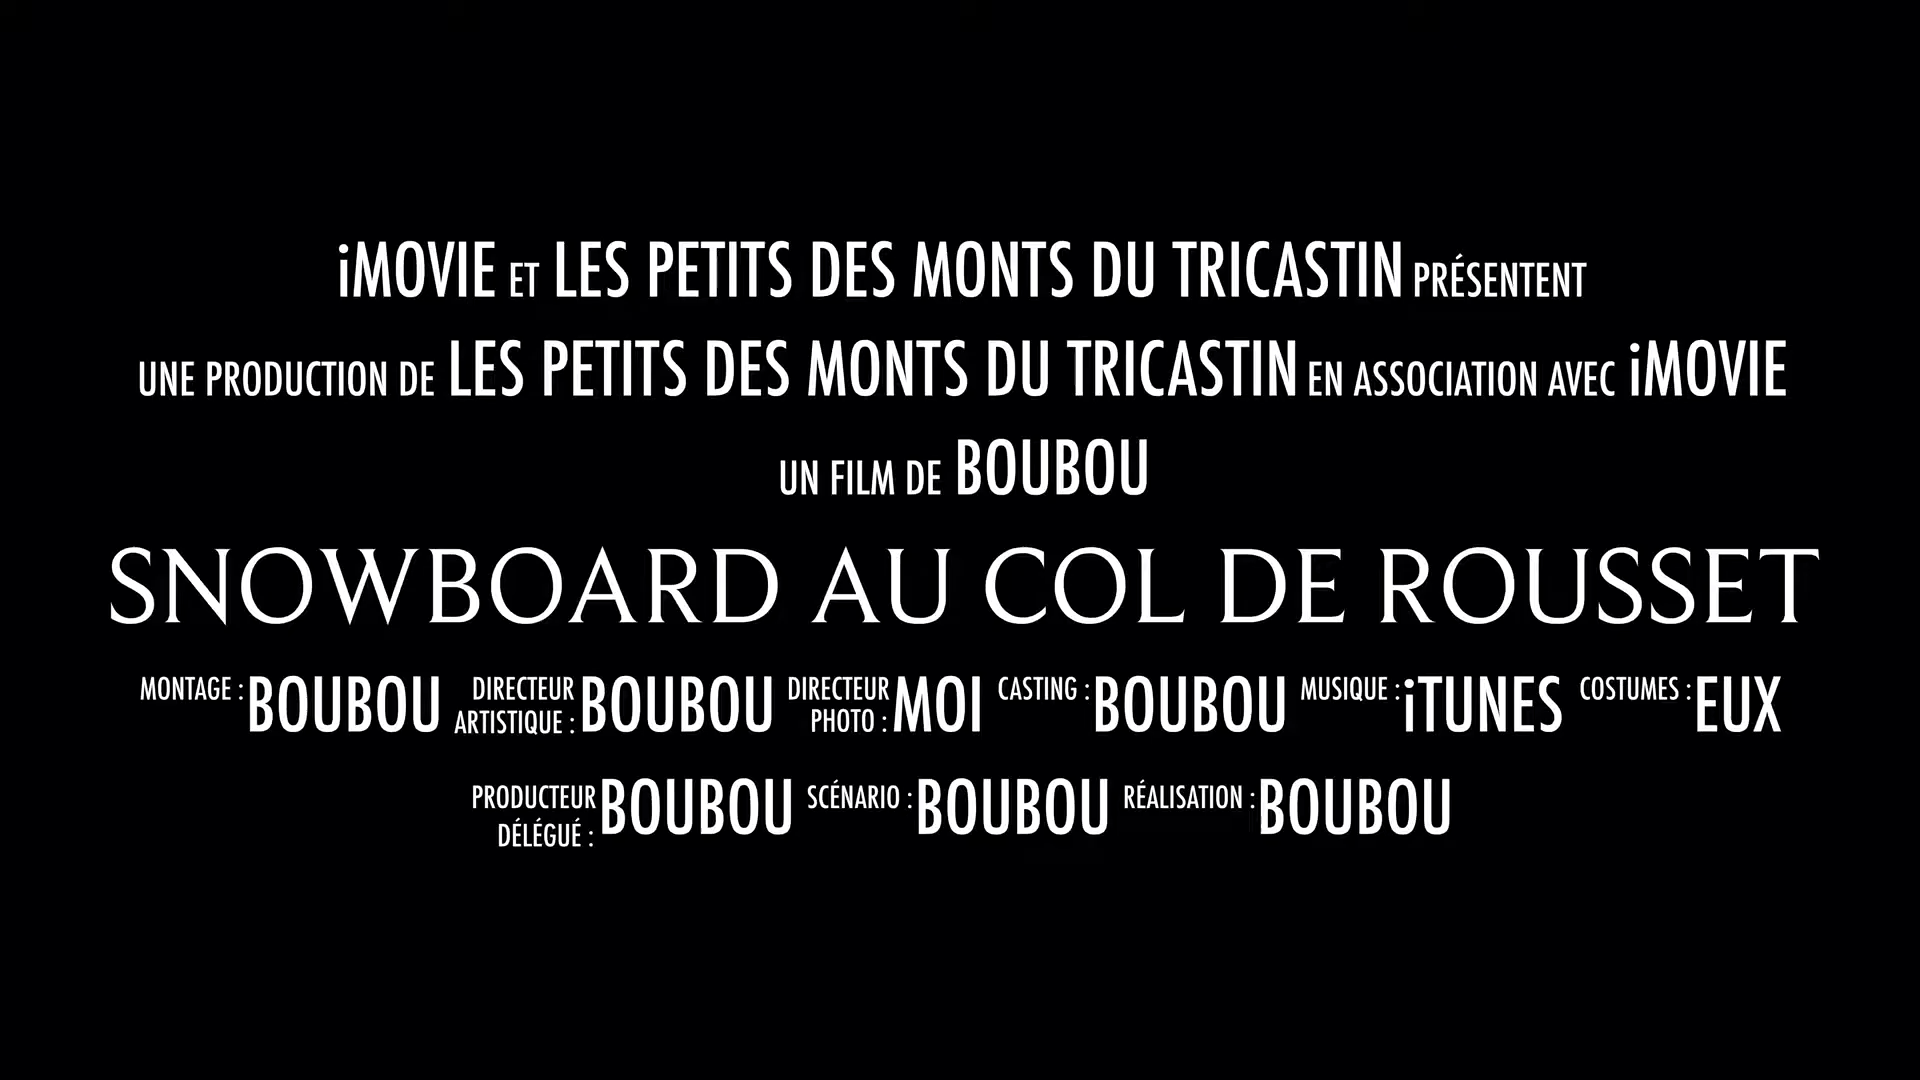 iMOVIE ET LES PETITS DES MONTS DU TRICASTIN PRÉSENTENT
UNE PRODUCTION DE LES PETITS DES MONTS DU TRICASTIN EN ASSOCIATION AVEC iMOVIE
UN FILM DE BOUBOU
SNOWBOARD AU COL DE ROUSSET
MONTAGE : BOUBOU DIRECTEUR ARTISTIQUE : BOUBOU DIRECTEUR PHOTO : MOI CASTING : BOUBOU MUSIQUE : iTUNES COSTUMES : EUX
PRODUCTEUR DÉLÉGUÉ : BOUBOU SCÉNARIO : BOUBOU RÉALISATION : BOUBOU